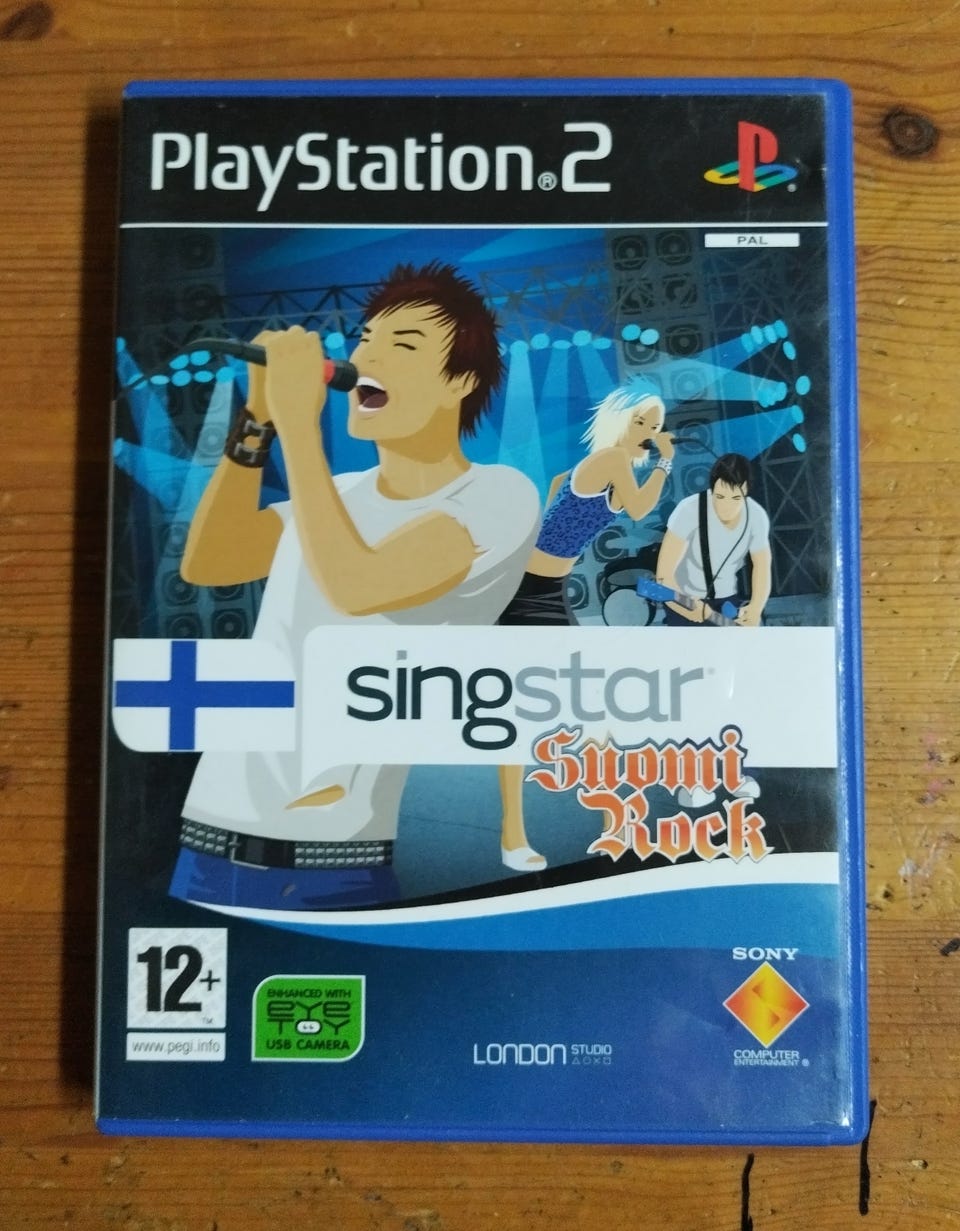 PlayStation®2
PAL
singstar
Suomi
Rock
12+
™
www.pegi.info
ENHANCED WITH
EYE
TOY
USB CAMERA
LONDON STUDIO
SONY
COMPUTER
ENTERTAINMENT ®